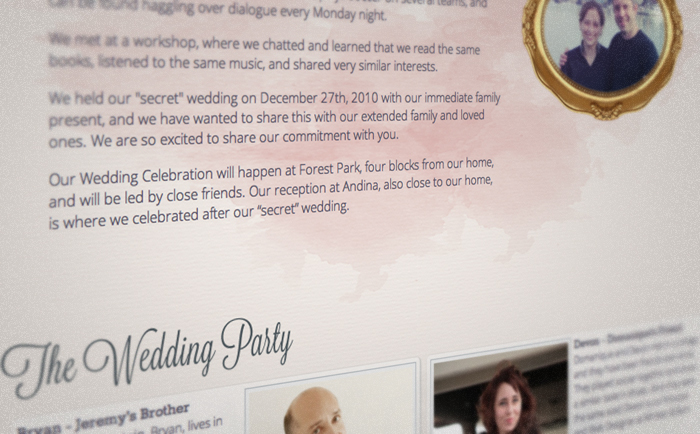 can be found haggling over dialogue every Monday night.
We met at a workshop, where we chatted and learned that we read the same
books, listened to the same music, and shared very similar interests.
We held our "secret" wedding on December 27th, 2010 with our immediate family
present, and we have wanted to share this with our extended family and loved
ones. We are so excited to share our commitment with you.
Our Wedding Celebration will happen at Forest Park, four blocks from our home,
and will be led by close friends. Our reception at Andina, also close to our home,
is where we celebrated after our “secret” wedding.
The Wedding Party
Bryan - Jeremy's Brother
Bryan, lives in